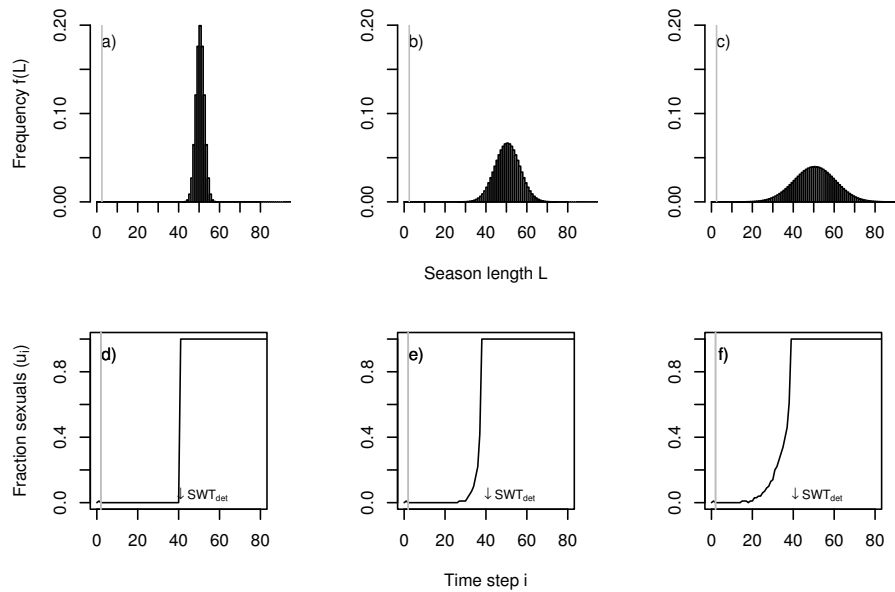 a)
b)
c)
Frequency f(L)
0.00 0.10 0.20
0.00 0.10 0.20
0.00 0.10 0.20
0 20 40 60 80
0 20 40 60 80
0 20 40 60 80
Season length L
d)
e)
f)
Fraction sexuals (uᵢ)
0.0 0.4 0.8
0.0 0.4 0.8
0.0 0.4 0.8
↓ SWTdet
↓ SWTdet
↓ SWTdet
0 20 40 60 80
0 20 40 60 80
0 20 40 60 80
Time step i